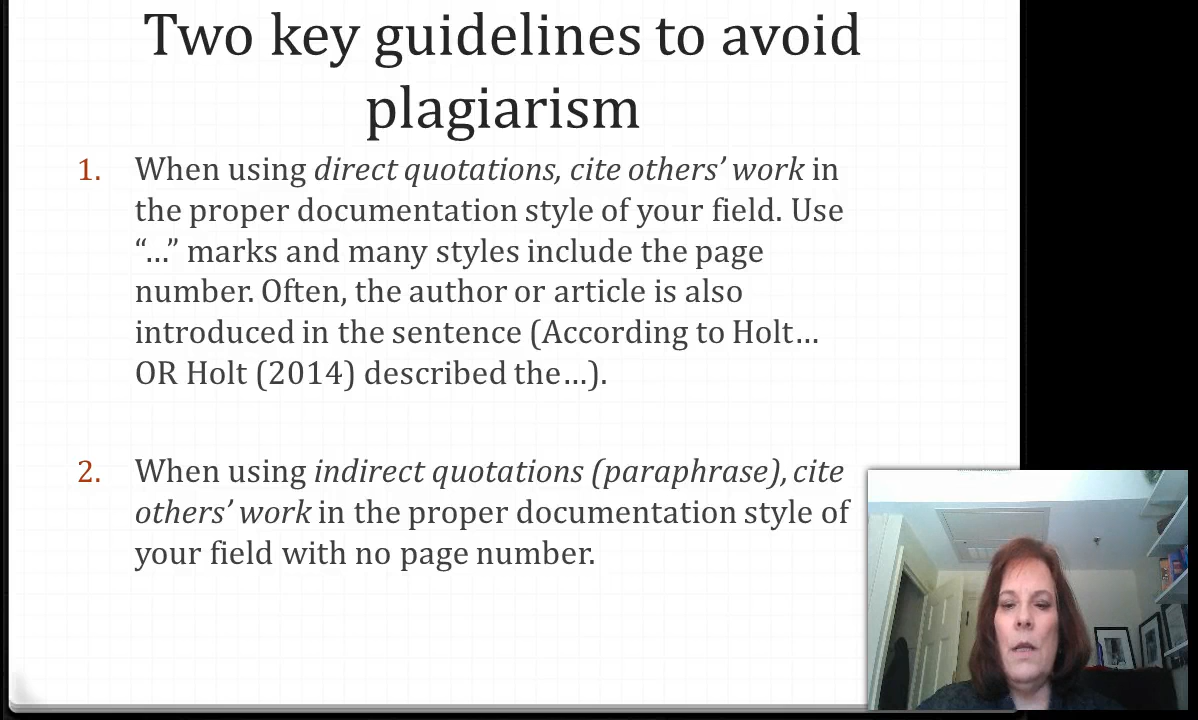 Two key guidelines to avoid
plagiarism
1. When using direct quotations, cite others’ work in
the proper documentation style of your field. Use
“…” marks and many styles include the page
number. Often, the author or article is also
introduced in the sentence (According to Holt…
OR Holt (2014) described the…).
2. When using indirect quotations (paraphrase), cite
others’ work in the proper documentation style of
your field with no page number.